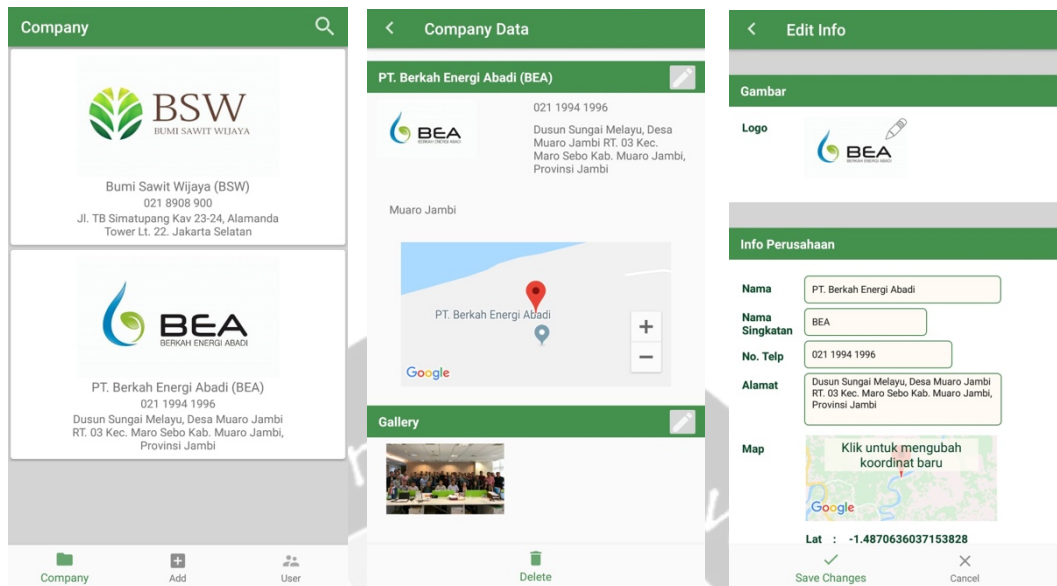 Company
BSW
BUMI SAWIT WIJAYA
Bumi Sawit Wijaya (BSW)
021 8908 900
Jl. TB Simatupang Kav 23-24, Alamanda
Tower Lt. 22. Jakarta Selatan
BEA
BERKAH ENERGI ABADI
PT. Berkah Energi Abadi (BEA)
021 1994 1996
Dusun Sungai Melayu, Desa Muaro Jambi
RT. 03 Kec. Maro Sebo Kab. Muaro Jambi,
Provinsi Jambi
Company
Add
User
Company Data
PT. Berkah Energi Abadi (BEA)
BEA
BERKAH ENERGI ABADI
021 1994 1996
Dusun Sungai Melayu, Desa
Muaro Jambi RT. 03 Kec.
Maro Sebo Kab. Muaro Jambi,
Provinsi Jambi
Muaro Jambi
PT. Berkah Energi Abadi
+
−
Google
Gallery
Delete
Edit Info
Gambar
Logo
BEA
BERKAH ENERGI ABADI
Info Perusahaan
Nama
PT. Berkah Energi Abadi
Nama
Singkatan
BEA
No. Telp
021 1994 1996
Alamat
Dusun Sungai Melayu, Desa Muaro Jambi
RT. 03 Kec. Maro Sebo Kab. Muaro Jambi,
Provinsi Jambi
Map
Klik untuk mengubah
koordinat baru
Google
Lat : -1.4870636037153828
Save Changes
Cancel